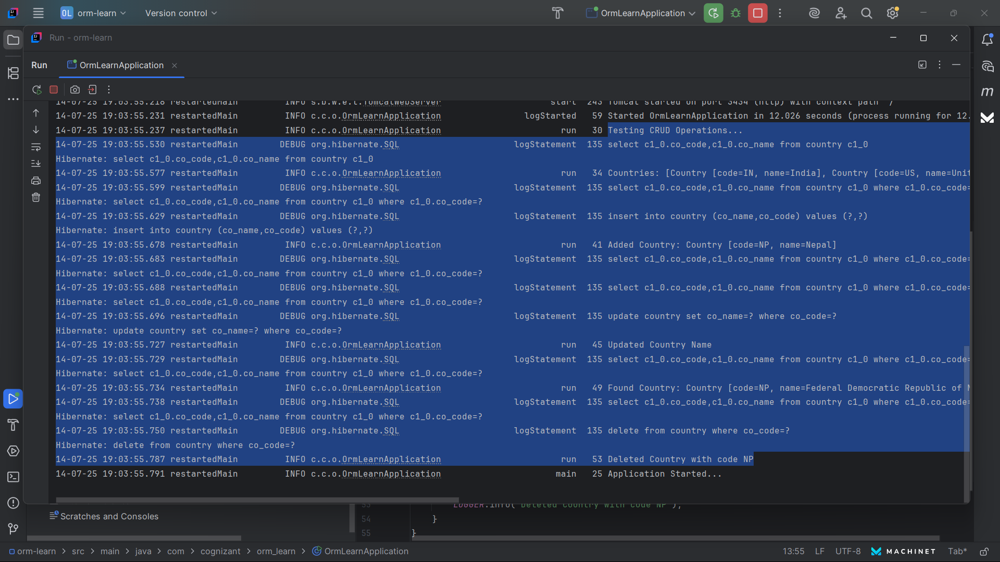 OL orm-learn Version control OrmLearnApplication
Run - orm-learn
Run OrmLearnApplication
14-07-25 19:03:55.218 restartedMain INFO s.b.w.e.t.TomcatWebServer start 243 Tomcat started on port 3434 (http) with context path '/
14-07-25 19:03:55.231 restartedMain INFO c.c.o.OrmLearnApplication logStarted 59 Started OrmLearnApplication in 12.026 seconds (process running for 12.
14-07-25 19:03:55.237 restartedMain INFO c.c.o.OrmLearnApplication run 30 Testing CRUD Operations...
14-07-25 19:03:55.530 restartedMain DEBUG org.hibernate.SQL logStatement 135 select c1_0.co_code,c1_0.co_name from country c1_0
Hibernate: select c1_0.co_code,c1_0.co_name from country c1_0
14-07-25 19:03:55.577 restartedMain INFO c.c.o.OrmLearnApplication run 34 Countries: [Country [code=IN, name=India], Country [code=US, name=Unit
14-07-25 19:03:55.599 restartedMain DEBUG org.hibernate.SQL logStatement 135 select c1_0.co_code,c1_0.co_name from country c1_0 where c1_0.co_code=
Hibernate: select c1_0.co_code,c1_0.co_name from country c1_0 where c1_0.co_code=?
14-07-25 19:03:55.629 restartedMain DEBUG org.hibernate.SQL logStatement 135 insert into country (co_name,co_code) values (?,?)
Hibernate: insert into country (co_name,co_code) values (?,?)
14-07-25 19:03:55.678 restartedMain INFO c.c.o.OrmLearnApplication run 41 Added Country: Country [code=NP, name=Nepal]
14-07-25 19:03:55.683 restartedMain DEBUG org.hibernate.SQL logStatement 135 select c1_0.co_code,c1_0.co_name from country c1_0 where c1_0.co_code=
Hibernate: select c1_0.co_code,c1_0.co_name from country c1_0 where c1_0.co_code=?
14-07-25 19:03:55.688 restartedMain DEBUG org.hibernate.SQL logStatement 135 select c1_0.co_code,c1_0.co_name from country c1_0 where c1_0.co_code=
Hibernate: select c1_0.co_code,c1_0.co_name from country c1_0 where c1_0.co_code=?
14-07-25 19:03:55.696 restartedMain DEBUG org.hibernate.SQL logStatement 135 update country set co_name=? where co_code=?
Hibernate: update country set co_name=? where co_code=?
14-07-25 19:03:55.727 restartedMain INFO c.c.o.OrmLearnApplication run 45 Updated Country Name
14-07-25 19:03:55.729 restartedMain DEBUG org.hibernate.SQL logStatement 135 select c1_0.co_code,c1_0.co_name from country c1_0 where c1_0.co_code=
Hibernate: select c1_0.co_code,c1_0.co_name from country c1_0 where c1_0.co_code=?
14-07-25 19:03:55.734 restartedMain INFO c.c.o.OrmLearnApplication run 49 Found Country: Country [code=NP, name=Federal Democratic Republic of N
14-07-25 19:03:55.738 restartedMain DEBUG org.hibernate.SQL logStatement 135 select c1_0.co_code,c1_0.co_name from country c1_0 where c1_0.co_code=
Hibernate: select c1_0.co_code,c1_0.co_name from country c1_0 where c1_0.co_code=?
14-07-25 19:03:55.750 restartedMain DEBUG org.hibernate.SQL logStatement 135 delete from country where co_code=?
Hibernate: delete from country where co_code=?
14-07-25 19:03:55.787 restartedMain INFO c.c.o.OrmLearnApplication run 53 Deleted Country with code NP
14-07-25 19:03:55.791 restartedMain INFO c.c.o.OrmLearnApplication main 25 Application Started...
53 LOGGER.info("Deleted Country with code NP");
Scratches and Consoles
54 }
55 }
orm-learn > src > main > java > com > cognizant > orm_learn > OrmLearnApplication 13:55 LF UTF-8 MACHINET Tab*